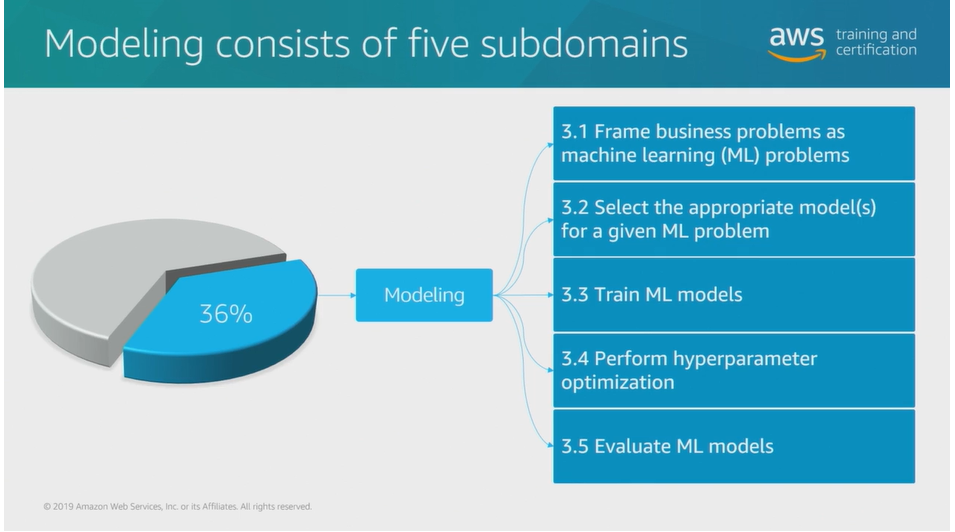 Modeling consists of five subdomains
aws training and
certification
3.1 Frame business problems as
machine learning (ML) problems
3.2 Select the appropriate model(s)
for a given ML problem
36%
Modeling
3.3 Train ML models
3.4 Perform hyperparameter
optimization
3.5 Evaluate ML models
© 2019 Amazon Web Services, Inc. or its Affiliates. All rights reserved.